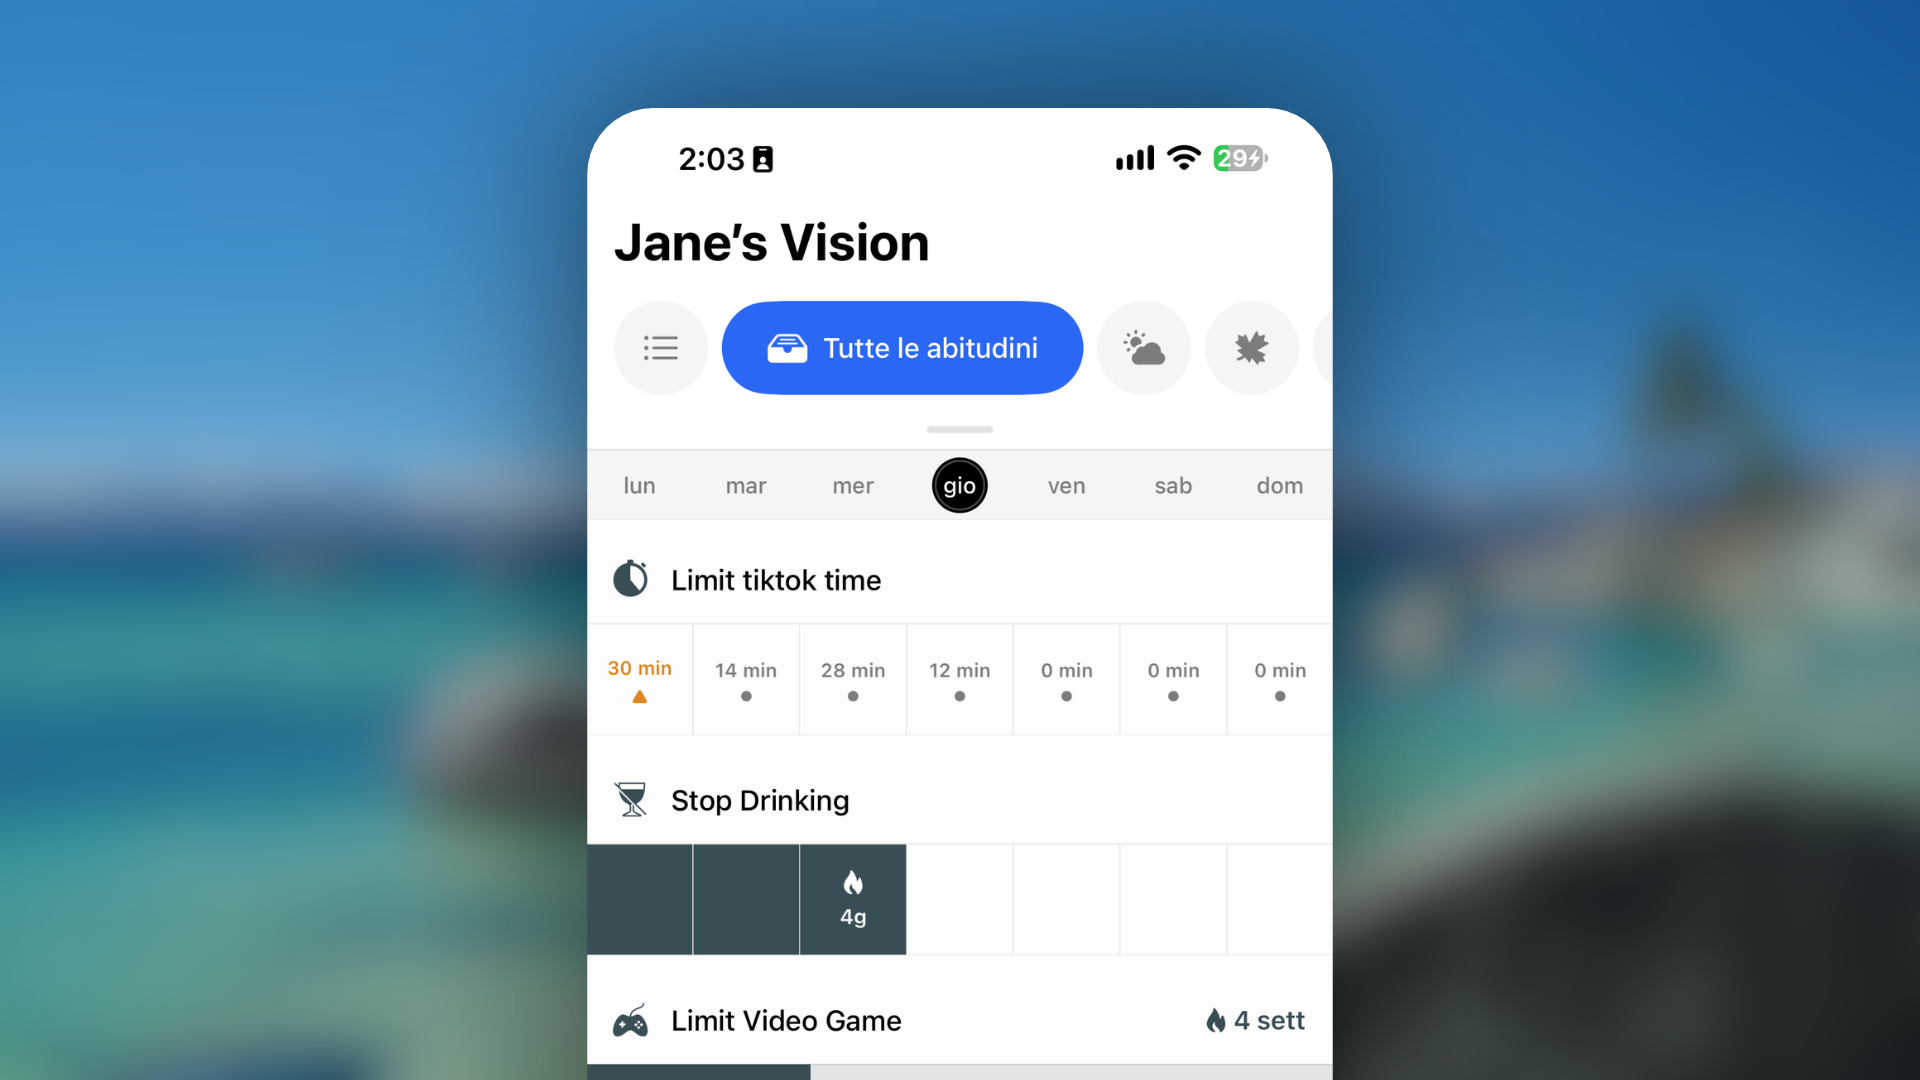 2:03
29
Jane's Vision
Tutte le abitudini
lun mar mer gio ven sab dom
Limit tiktok time
30 min 14 min 28 min 12 min 0 min 0 min 0 min
Stop Drinking
4g
Limit Video Game 4 sett